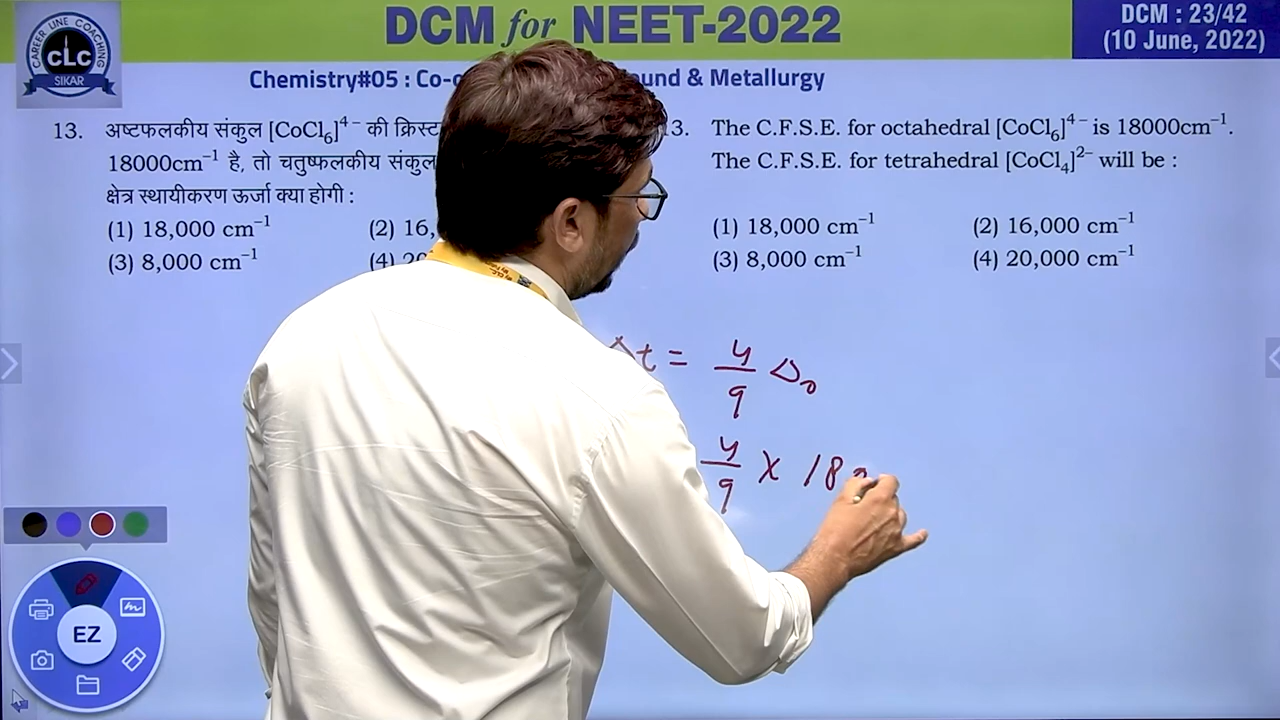 CAREER LINE COACHING
CLC
SIKAR
DCM for NEET-2022
DCM : 23/42
(10 June, 2022)
Chemistry#05 : & Metallurgy
13. अष्टफलकीय संकुल [CoCl₆]⁴⁻ की
18000cm⁻¹ है, तो चतुष्फलकीय संकुल
क्षेत्र स्थायीकरण ऊर्जा क्या होगी :
(1) 18,000 cm⁻¹ (2) 16,
(3) 8,000 cm⁻¹ (4)
3. The C.F.S.E. for octahedral [CoCl₆]⁴⁻ is 18000cm⁻¹.
The C.F.S.E. for tetrahedral [CoCl₄]²⁻ will be :
(1) 18,000 cm⁻¹ (2) 16,000 cm⁻¹
(3) 8,000 cm⁻¹ (4) 20,000 cm⁻¹
Δt = 4/9 Δ₀
4/9 x 18
EZ